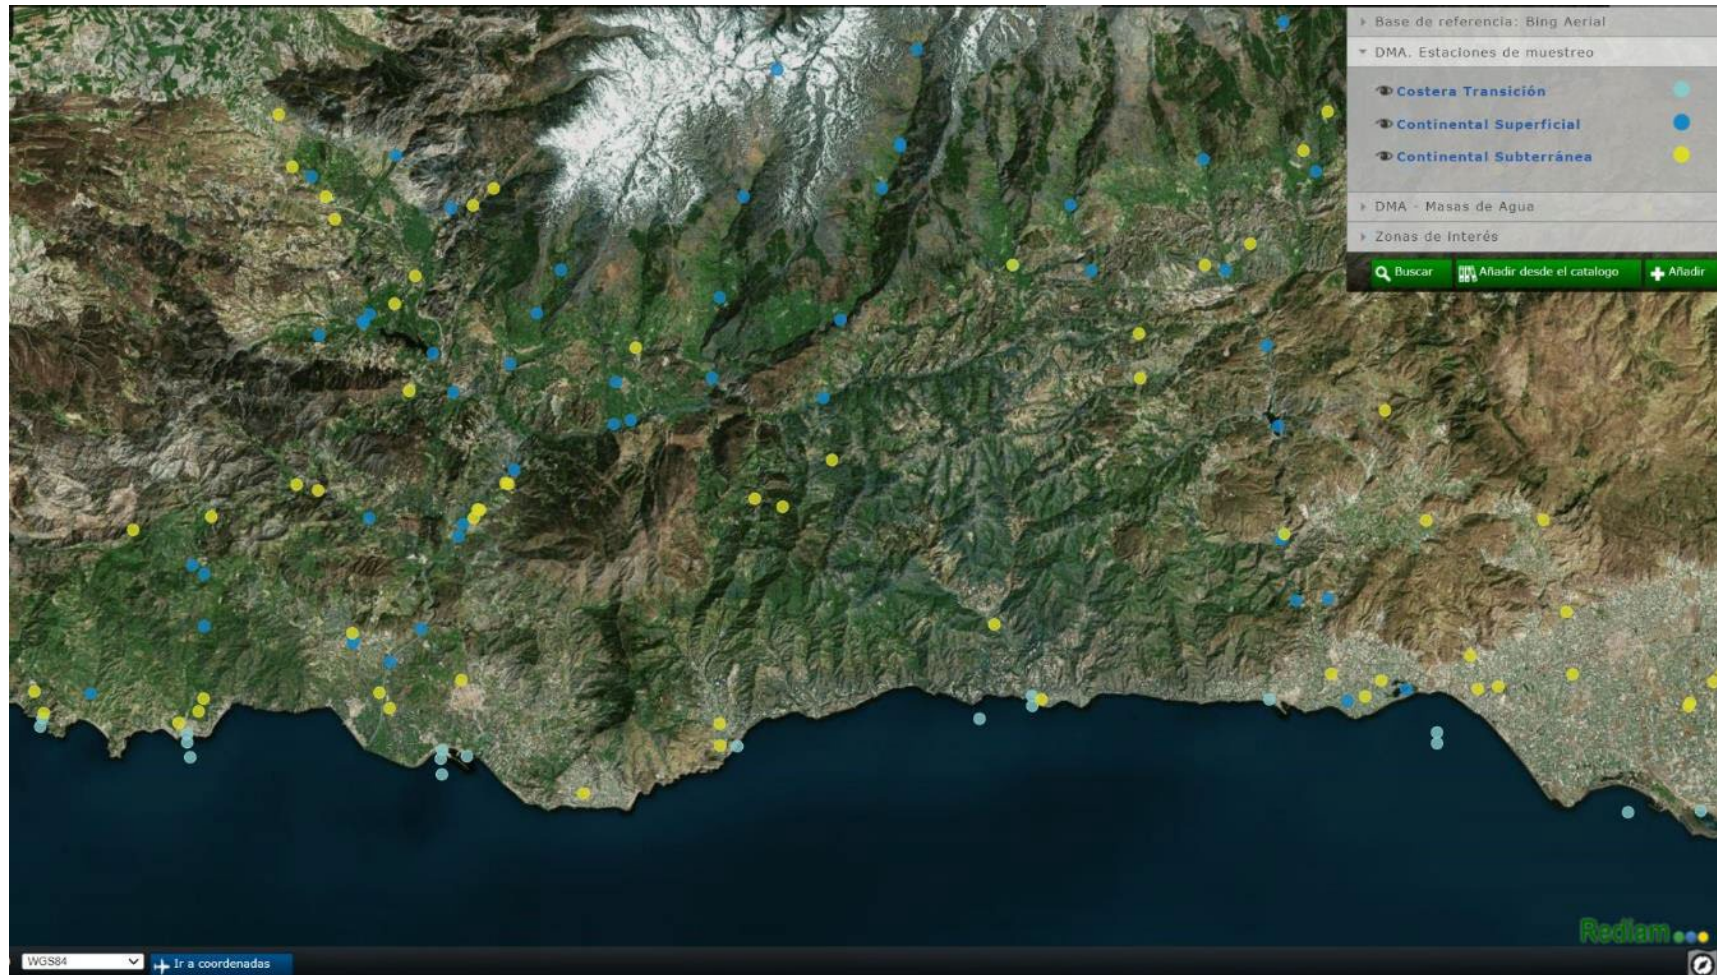 Base de referencia: Bing Aerial
DMA. Estaciones de muestreo
Costera Transición
Continental Superficial
Continental Subterránea
DMA - Masas de Agua
Zonas de Interés
Buscar Añadir desde el catalogo Añadir
Rediam
WGS84 Ir a coordenadas